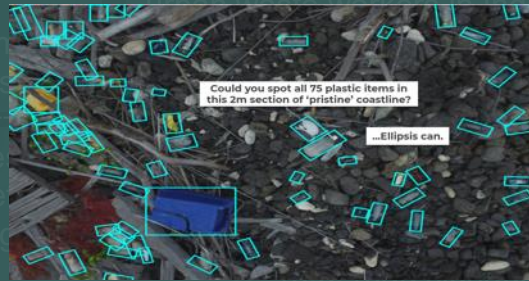 Could you spot all 75 plastic items in
this 2m section of ‘pristine’ coastline?
...Ellipsis can.